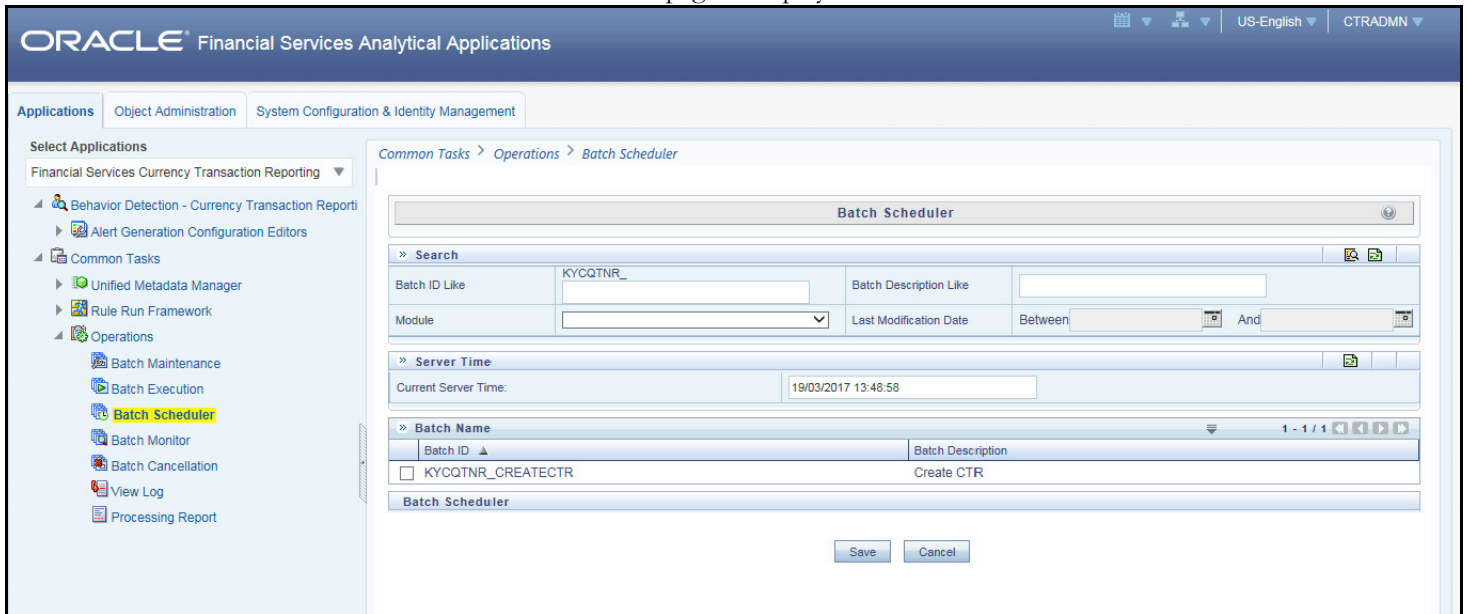 US-English CTRADMN
ORACLE® Financial Services Analytical Applications
Applications Object Administration System Configuration & Identity Management
Select Applications
Financial Services Currency Transaction Reporting
Behavior Detection - Currency Transaction Reporti
Alert Generation Configuration Editors
Common Tasks
Unified Metadata Manager
Rule Run Framework
Operations
Batch Maintenance
Batch Execution
Batch Scheduler
Batch Monitor
Batch Cancellation
View Log
Processing Report
Common Tasks > Operations > Batch Scheduler
Batch Scheduler
» Search
Batch ID Like KYCQTNR_ Batch Description Like
Module Last Modification Date Between And
» Server Time
Current Server Time: 19/03/2017 13:48:58
» Batch Name 1 - 1 / 1
Batch ID Batch Description
KYCQTNR_CREATECTR Create CTR
Batch Scheduler
Save Cancel